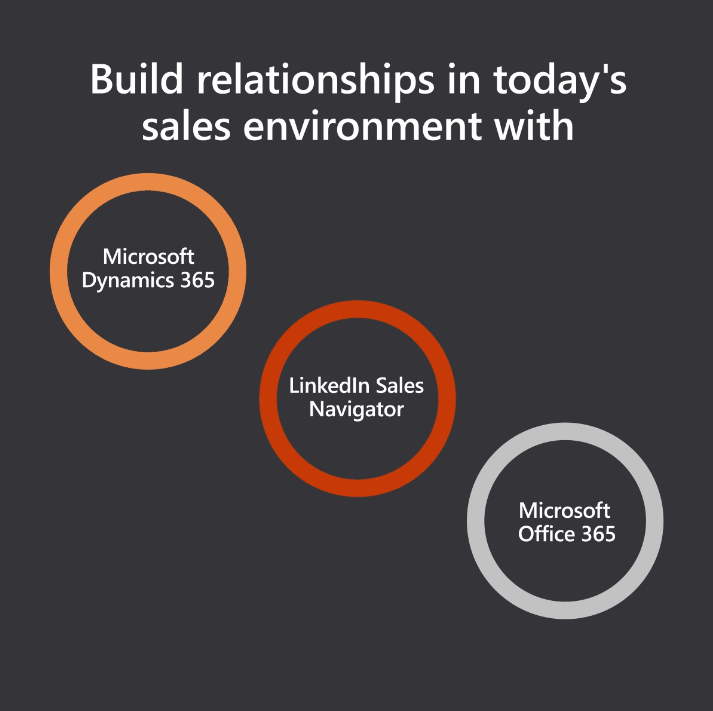 Build relationships in today's
sales environment with
Microsoft
Dynamics 365
LinkedIn Sales
Navigator
Microsoft
Office 365